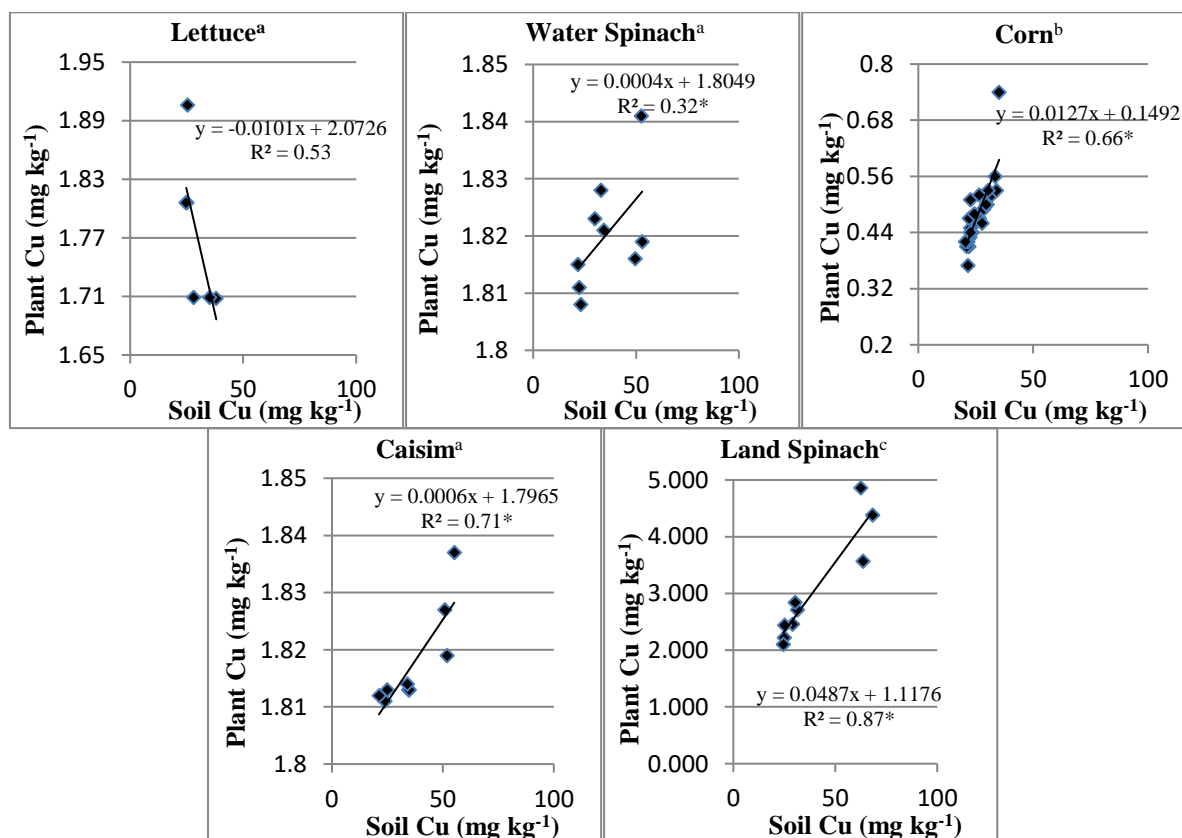 Lettuceᵃ
1.95
1.89
1.83
1.77
1.71
1.65
y = -0.0101x + 2.0726
R² = 0.53
Plant Cu (mg kg⁻¹)
0 50 100
Soil Cu (mg kg⁻¹)
Water Spinachᵃ
1.85
1.84
1.83
1.82
1.81
1.8
y = 0.0004x + 1.8049
R² = 0.32*
Plant Cu (mg kg⁻¹)
0 50 100
Soil Cu (mg kg⁻¹)
Cornᵇ
0.8
0.68
0.56
0.44
0.32
0.2
y = 0.0127x + 0.1492
R² = 0.66*
Plant Cu (mg kg⁻¹)
0 50 100
Soil Cu (mg kg⁻¹)
Caisimᵃ
1.85
1.84
1.83
1.82
1.81
1.8
y = 0.0006x + 1.7965
R² = 0.71*
Plant Cu (mg kg⁻¹)
0 50 100
Soil Cu (mg kg⁻¹)
Land Spinachᶜ
5.000
4.000
3.000
2.000
1.000
0.000
y = 0.0487x + 1.1176
R² = 0.87*
Plant Cu (mg kg⁻¹)
0 50 100
Soil Cu (mg kg⁻¹)